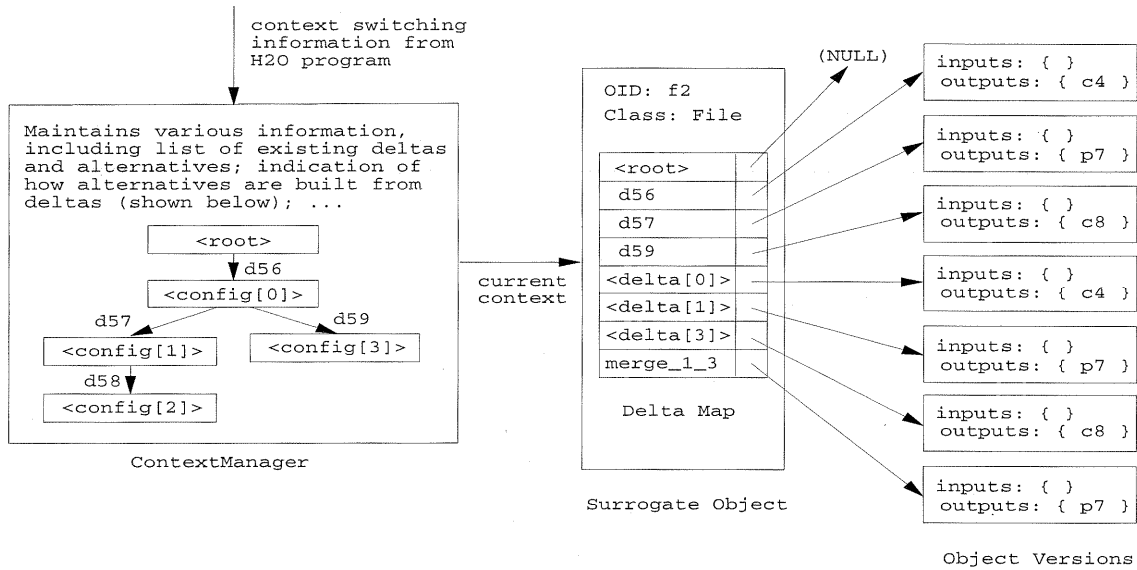 context switching
information from
H2O program
Maintains various information,
including list of existing deltas
and alternatives; indication of
how alternatives are built from
deltas (shown below); ...
<root>
d56
<config[0]>
d57
d59
<config[1]>
<config[3]>
d58
<config[2]>
ContextManager
current
context
(NULL)
OID: f2
Class: File
<root>
d56
d57
d59
<delta[0]>
<delta[1]>
<delta[3]>
merge_1_3
Delta Map
Surrogate Object
inputs: { }
outputs: { c4 }
inputs: { }
outputs: { p7 }
inputs: { }
outputs: { c8 }
inputs: { }
outputs: { c4 }
inputs: { }
outputs: { p7 }
inputs: { }
outputs: { c8 }
inputs: { }
outputs: { p7 }
Object Versions